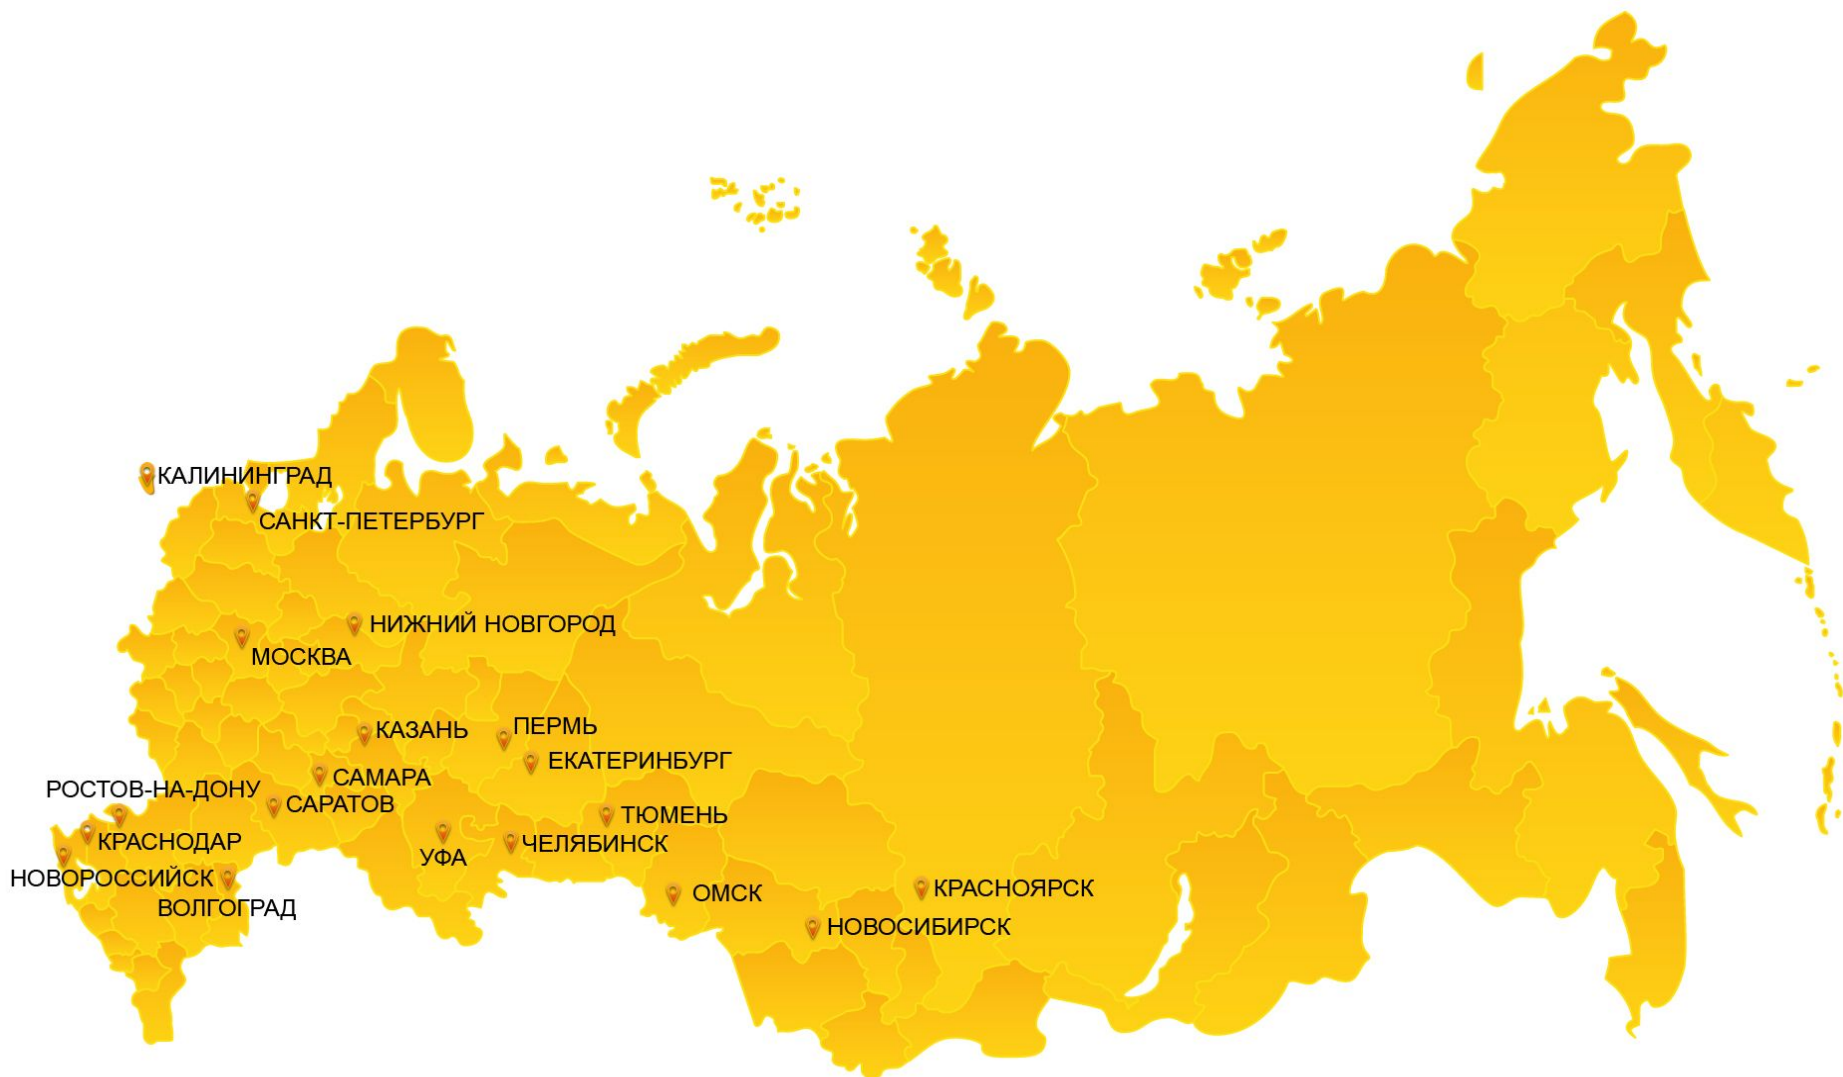 КАЛИНИНГРАД
САНКТ-ПЕТЕРБУРГ
НИЖНИЙ НОВГОРОД
МОСКВА
ПЕРМЬ
КАЗАНЬ
ЕКАТЕРИНБУРГ
САМАРА
РОСТОВ-НА-ДОНУ
САРАТОВ
ТЮМЕНЬ
КРАСНОДАР
ЧЕЛЯБИНСК
УФА
НОВОРОССИЙСК
КРАСНОЯРСК
ОМСК
ВОЛГОГРАД
НОВОСИБИРСК